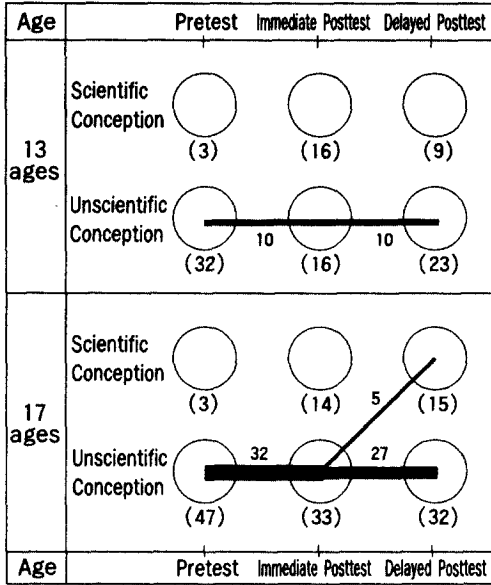 Age Pretest Immediate Posttest Delayed Posttest
Scientific
Conception
(3) (16) (9)
13
ages
Unscientific
Conception
10 10
(32) (16) (23)
Scientific
Conception
5
(3) (14) (15)
17
ages
Unscientific
Conception
32 27
(47) (33) (32)
Age Pretest Immediate Posttest Delayed Posttest